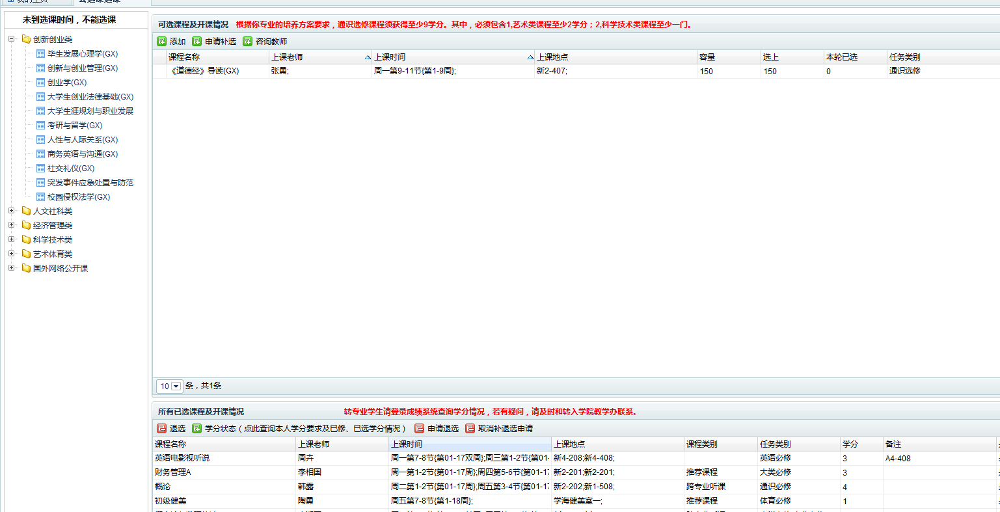 我的主页 公选课选课
未到选课时间，不能选课
创新创业类
毕生发展心理学(GX)
创新与创业管理(GX)
创业学(GX)
大学生创业法律基础(GX)
大学生涯规划与职业发展
考研与留学(GX)
人性与人际关系(GX)
商务英语与沟通(GX)
社交礼仪(GX)
突发事件应急处置与防范
校园侵权法学(GX)
人文社科类
经济管理类
科学技术类
艺术体育类
国外网络公开课
可选课程及开课情况 根据你专业的培养方案要求，通识选修课程须获得至少9学分。其中，必须包含1,艺术类课程至少2学分；2,科学技术类课程至少一门。
添加 申请补选 咨询教师
课程名称 上课老师 上课时间 上课地点 容量 选上 本轮已选 任务类别
《道德经》导读(GX) 张勇; 周一第9-11节{第1-9周}; 新2-407; 150 150 0 通识选修
10 条，共1条
所有已选课程及开课情况 转专业学生请登录成绩系统查询学分情况，若有疑问，请及时和转入学院教学办联系。
退选 学分状态（点此查询本人学分要求及已修、已选学分情况） 申请退选 取消补退选申请
课程名称 上课老师 上课时间 上课地点 课程类别 任务类别 学分 备注
英语电影视听说 周卉 周一第7-8节{第01-17双周};周三第1-2节{第01- 新4-208;新4-408; 英语必修 3 A4-408
财务管理A 李相国 周一第1-2节{第01-17周};周四第5-6节{第01-17 新2-201;新2-201; 推荐课程 大类必修 3
概论 韩露 周二第1-2节{第01-17周};周五第3-4节{第01-17 新2-202;新1-508; 跨专业听课 通识必修 4
初级健美 陶勇 周五第7-8节{第1-18周}; 学海健美室一; 推荐课程 体育必修 1